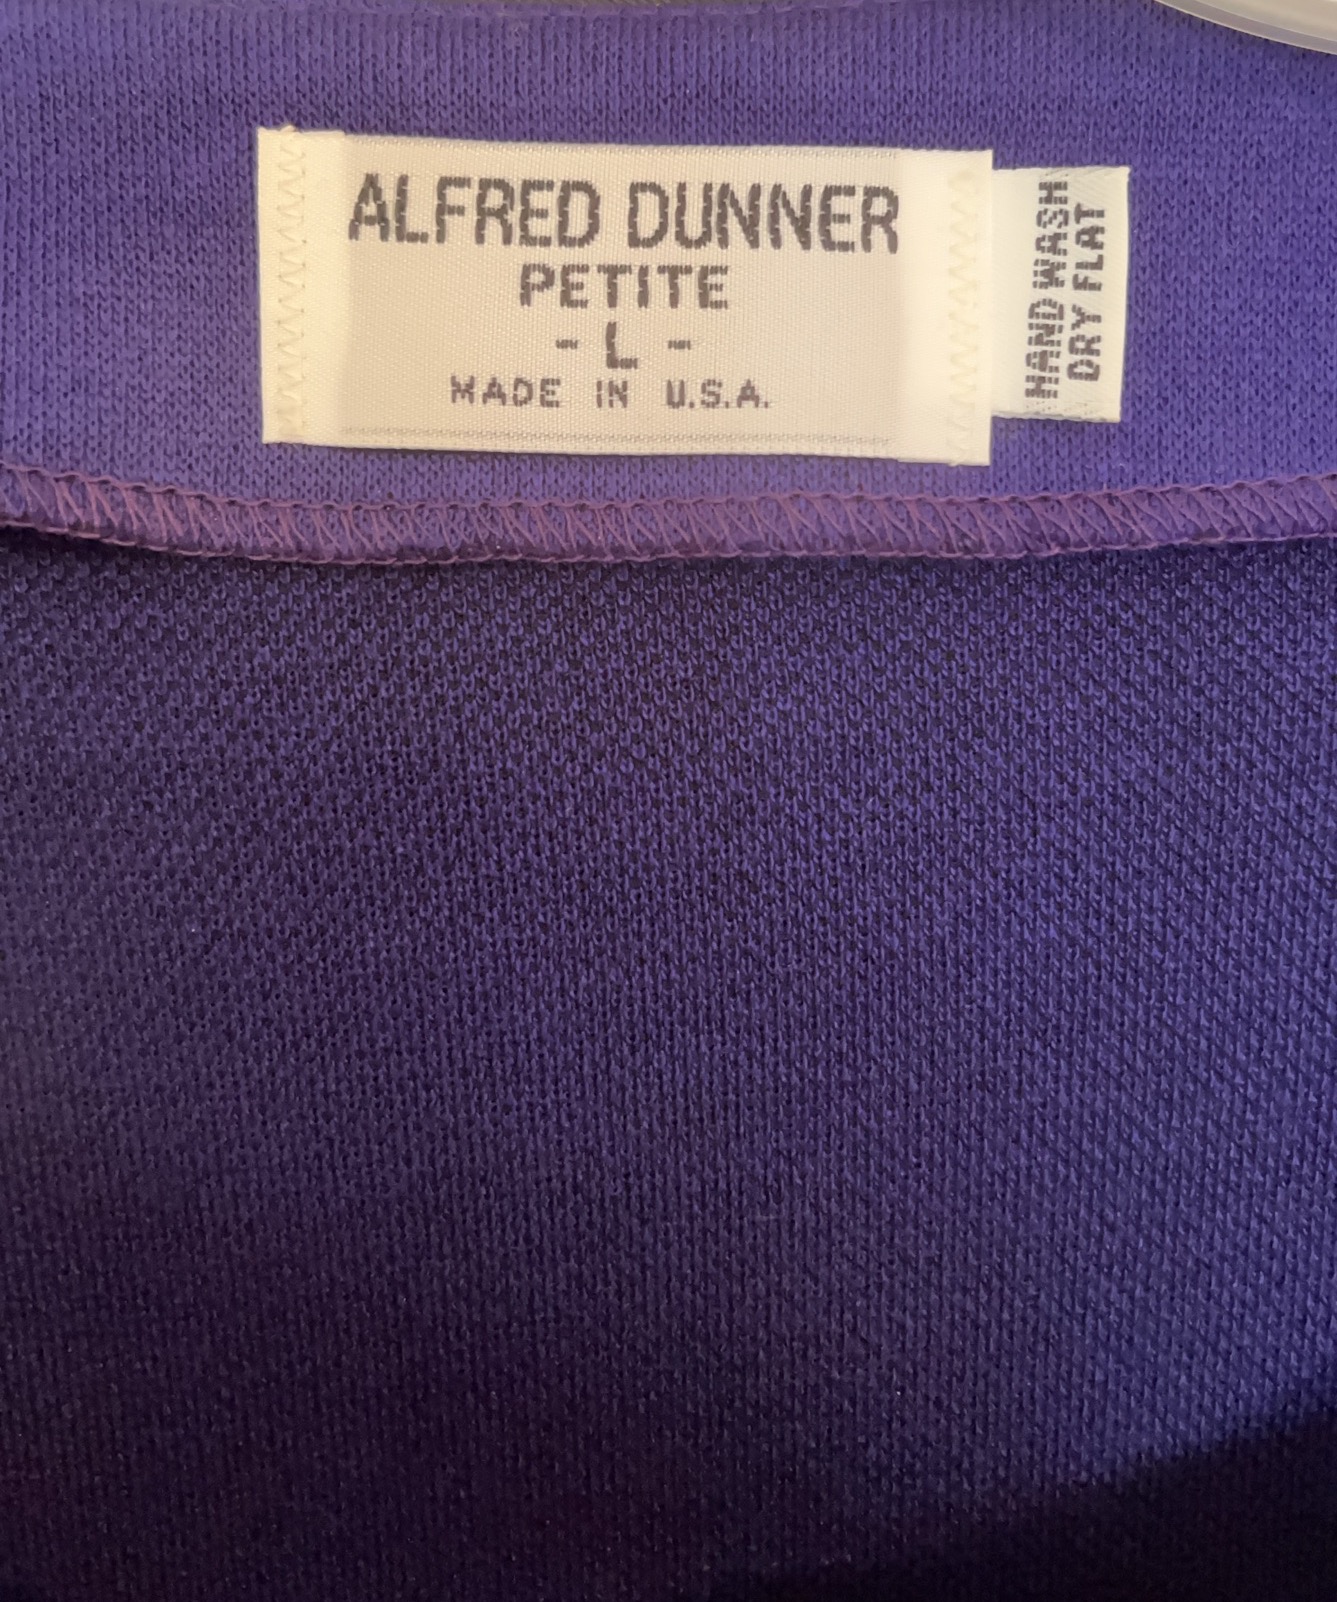 ALFRED DUNNER
PETITE
- L -
MADE IN U.S.A.
HAND WASH
DRY FLAT